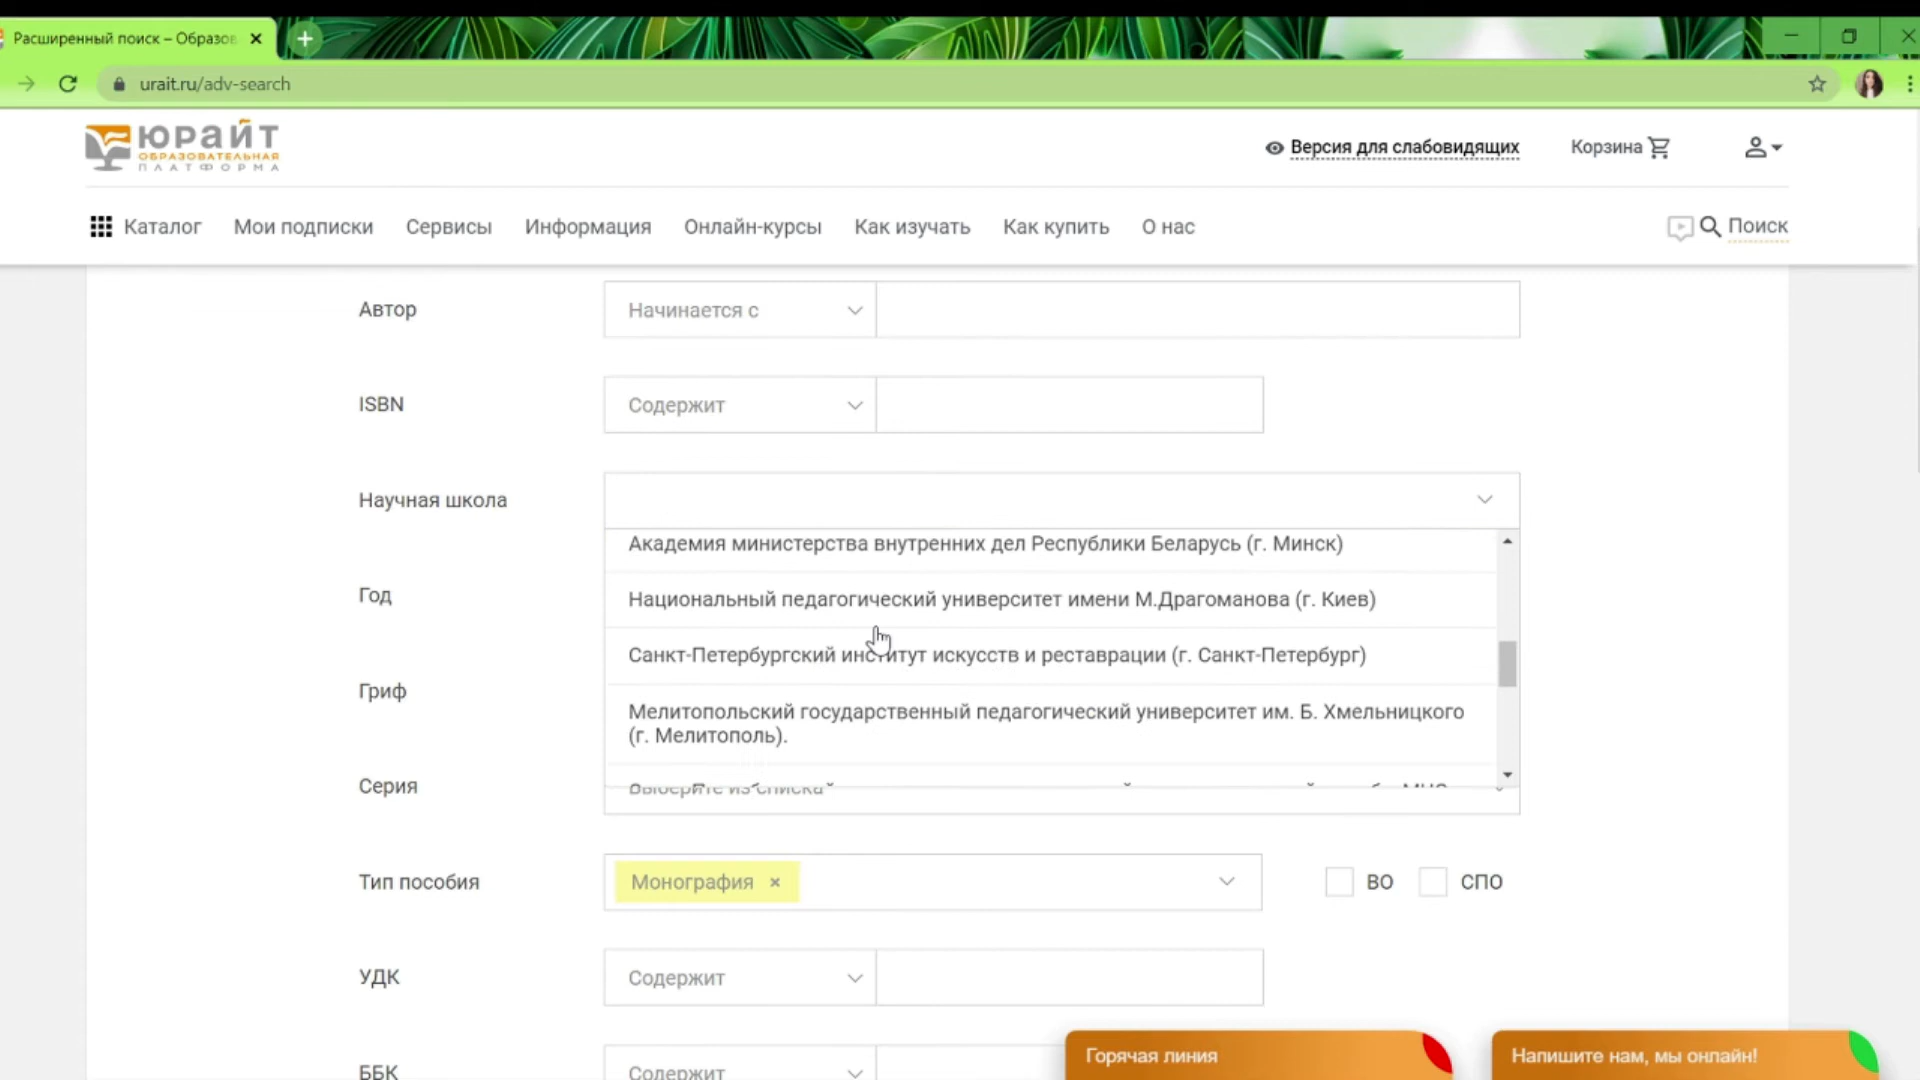 Расширенный поиск – Образов
urait.ru/adv-search
ЮРАЙТ
ОБРАЗОВАТЕЛЬНАЯ
ПЛАТФОРМА
Версия для слабовидящих
Корзина
Каталог
Мои подписки
Сервисы
Информация
Онлайн-курсы
Как изучать
Как купить
О нас
Поиск
Автор
Начинается с
ISBN
Содержит
Научная школа
Академия министерства внутренних дел Республики Беларусь (г. Минск)
Национальный педагогический университет имени М.Драгоманова (г. Киев)
Год
Санкт-Петербургский институт искусств и реставрации (г. Санкт-Петербург)
Гриф
Мелитопольский государственный педагогический университет им. Б. Хмельницкого
(г. Мелитополь).
Серия
Выберите из списка
Тип пособия
Монография ×
ВО
СПО
УДК
Содержит
ББК
Содержит
Горячая линия
Напишите нам, мы онлайн!